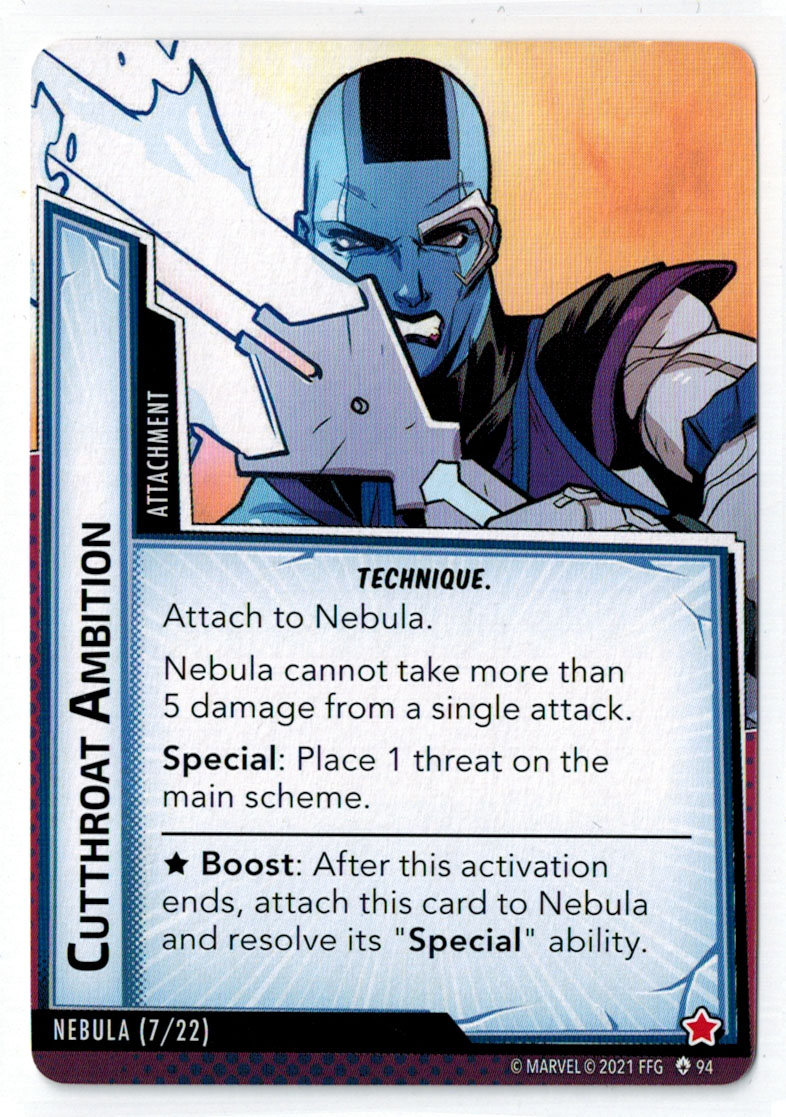 ATTACHMENT
CUTTHROAT AMBITION
TECHNIQUE.
Attach to Nebula.
Nebula cannot take more than
5 damage from a single attack.
Special: Place 1 threat on the
main scheme.
★ Boost: After this activation
ends, attach this card to Nebula
and resolve its "Special" ability.
NEBULA (7/22)
© MARVEL © 2021 FFG 94